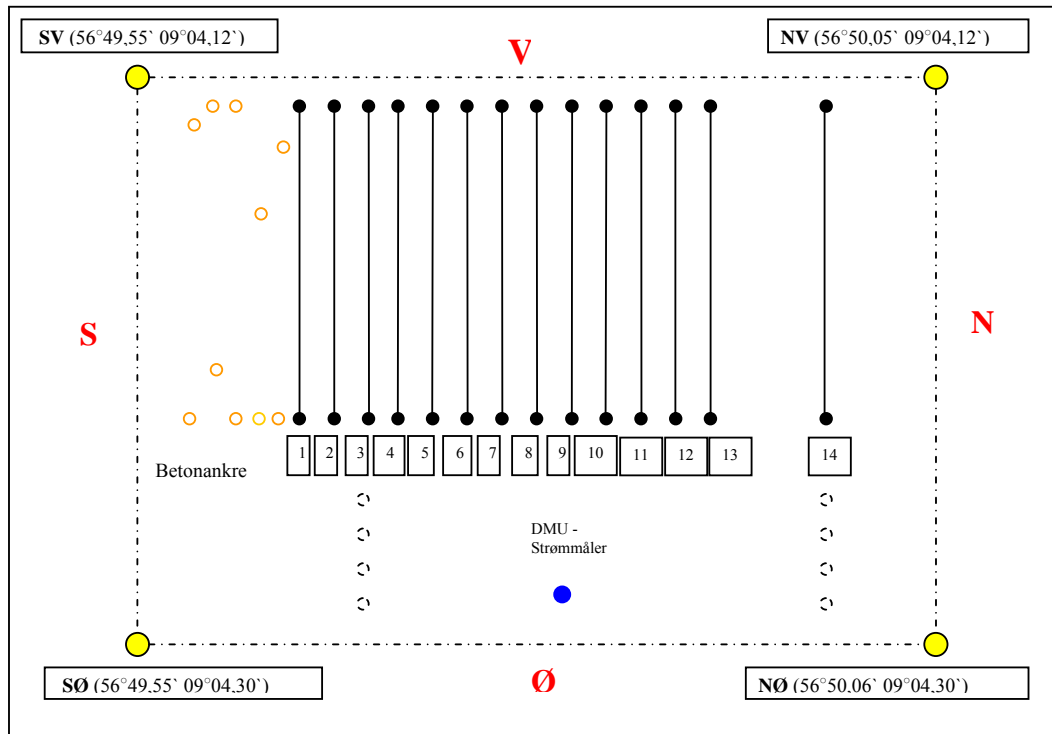 SV (56°49,55` 09°04,12`)
NV (56°50,05` 09°04,12`)
V
S
N
1 2 3 4 5 6 7 8 9 10 11 12 13 14
Betonankre
DMU -
Strømmåler
SØ (56°49,55` 09°04,30`)
Ø
NØ (56°50,06` 09°04,30`)